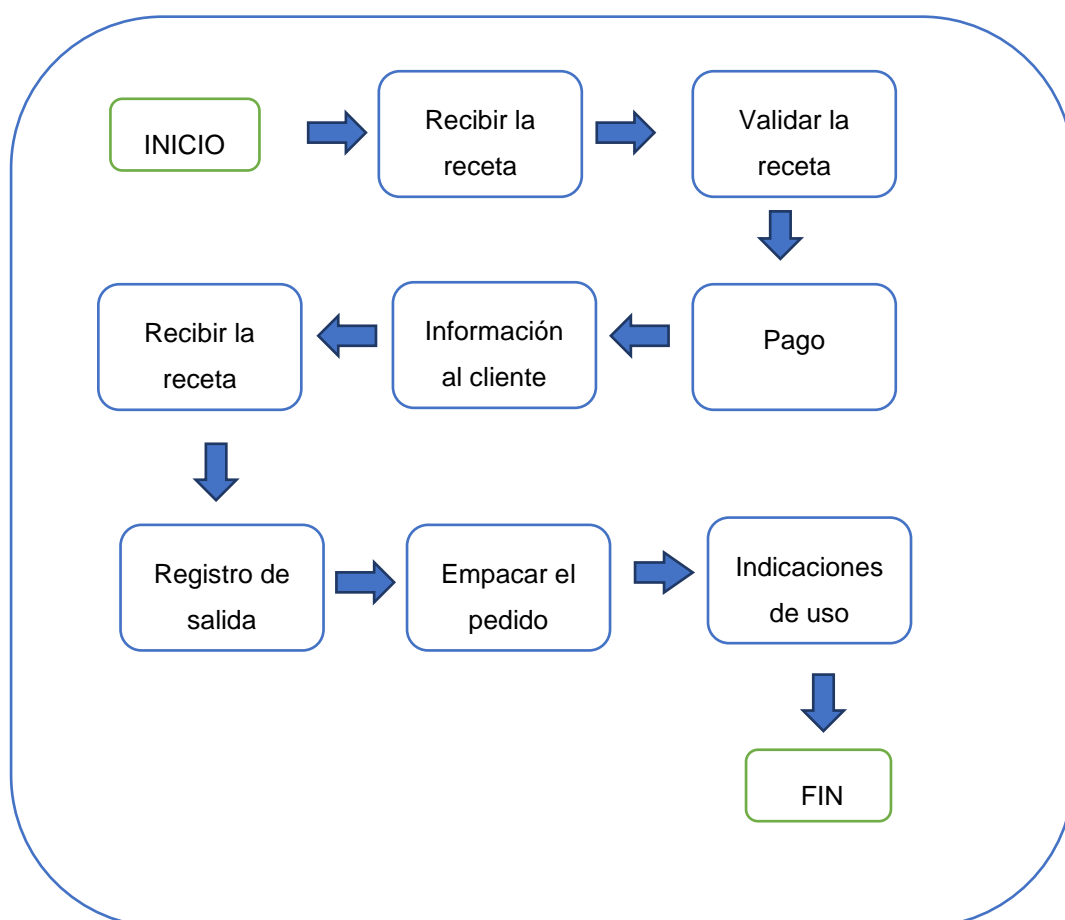 INICIO
Recibir la
receta
Validar la
receta
Pago
Información
al cliente
Recibir la
receta
Registro de
salida
Empacar el
pedido
Indicaciones
de uso
FIN